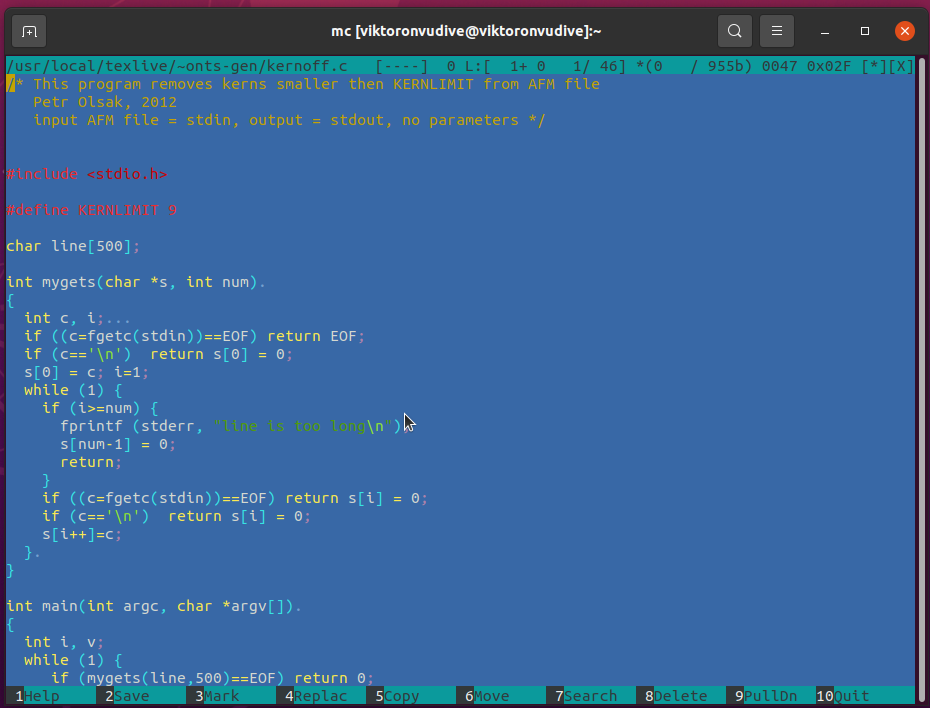 mc [viktoronvudive@viktoronvudive]:~
/usr/local/texlive/~onts-gen/kernoff.c   [----]  0 L:[  1+ 0   1/ 46] *(0   / 955b) 0047 0x02F [*][X]
/* This program removes kerns smaller then KERNLIMIT from AFM file
   Petr Olsak, 2012
   input AFM file = stdin, output = stdout, no parameters */
#include <stdio.h>
#define KERNLIMIT 9
char line[500];
int mygets(char *s, int num).
{
  int c, i;...
  if ((c=fgetc(stdin))==EOF) return EOF;
  if (c=='\n')  return s[0] = 0;
  s[0] = c; i=1;
  while (1) {
    if (i>=num) {
      fprintf (stderr, "line is too long\n");
      s[num-1] = 0;
      return;
    }
    if ((c=fgetc(stdin))==EOF) return s[i] = 0;
    if (c=='\n')  return s[i] = 0;
    s[i++]=c;
  }.
}
int main(int argc, char *argv[]).
{
  int i, v;
  while (1) {
     if (mygets(line,500)==EOF) return 0;
1Help 2Save 3Mark 4Replac 5Copy 6Move 7Search 8Delete 9PullDn 10Quit